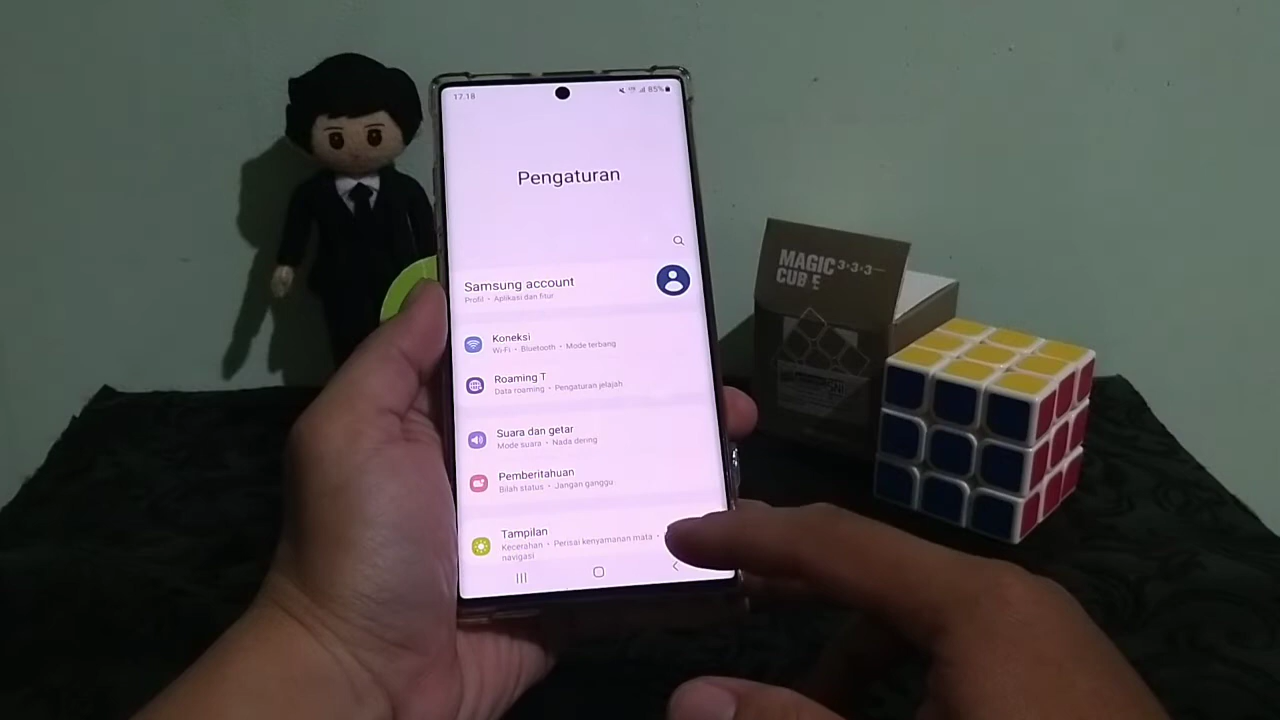 17.18
85%
Pengaturan
Samsung account
Profil • Aplikasi dan fitur
Koneksi
Wi-Fi • Bluetooth • Mode terbang
Roaming T
Data roaming • Pengaturan jelajah
Suara dan getar
Mode suara • Nada dering
Pemberitahuan
Bilah status • Jangan ganggu
Tampilan
Kecerahan • Perisai kenyamanan mata •
navigasi
MAGIC 3×3×3
CUBE